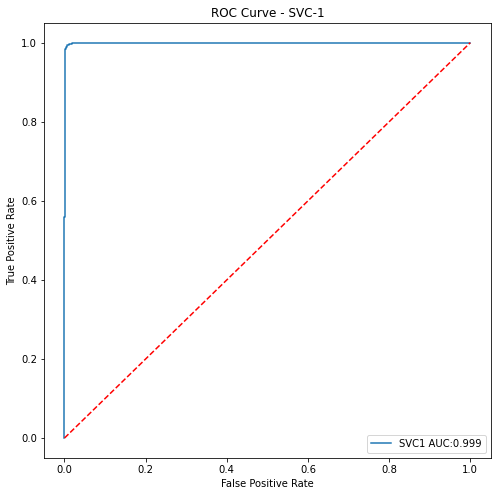 ROC Curve - SVC-1
1.0
0.8
0.6
0.4
0.2
0.0
True Positive Rate
SVC1 AUC:0.999
0.0 0.2 0.4 0.6 0.8 1.0
False Positive Rate